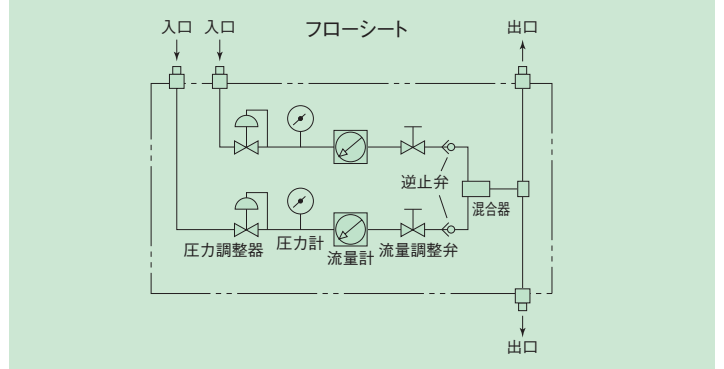 入口 入口 フローシート 出口
逆止弁
混合器
圧力調整器 圧力計 流量計 流量調整弁
出口